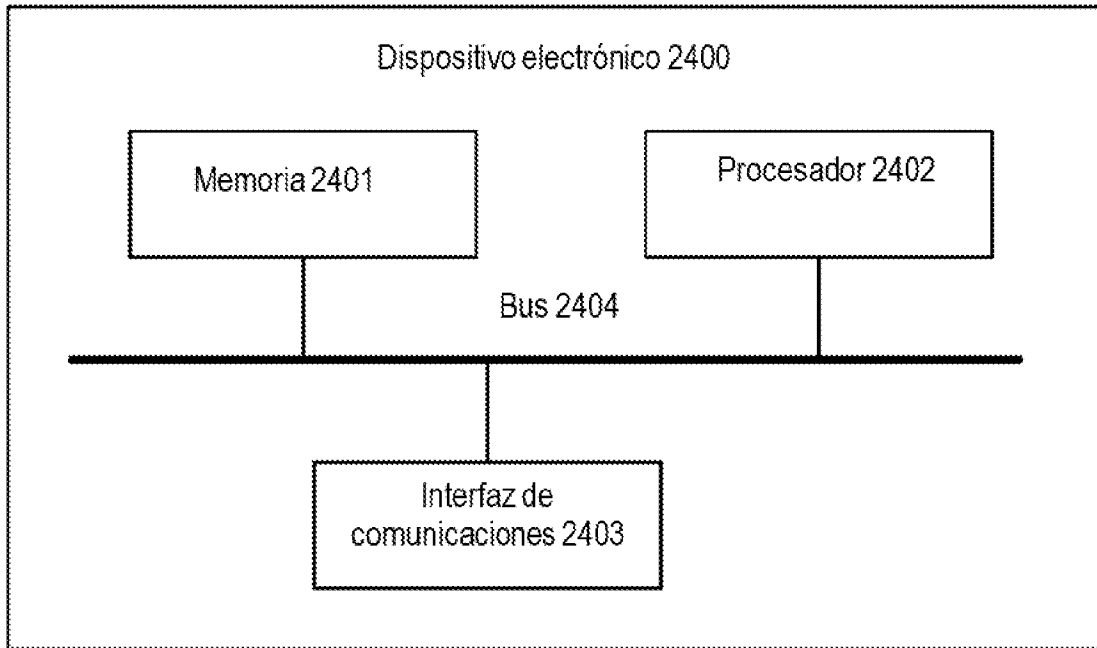 Dispositivo electrónico 2400
Memoria 2401
Procesador 2402
Bus 2404
Interfaz de
comunicaciones 2403